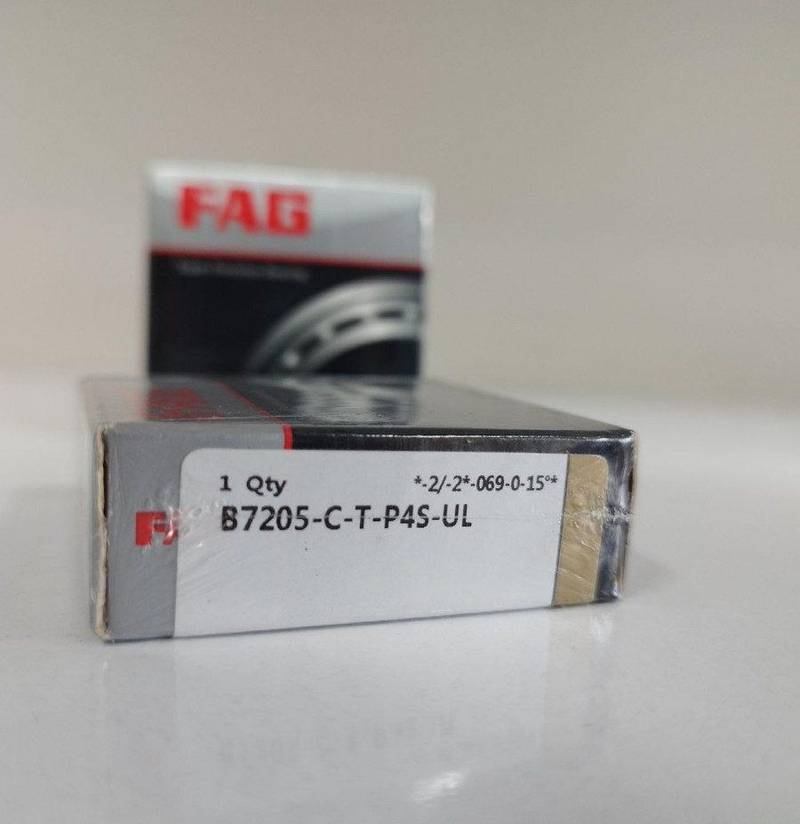 FAG
1 Qty *-2/-2*-069-0-15°*
B7205-C-T-P4S-UL